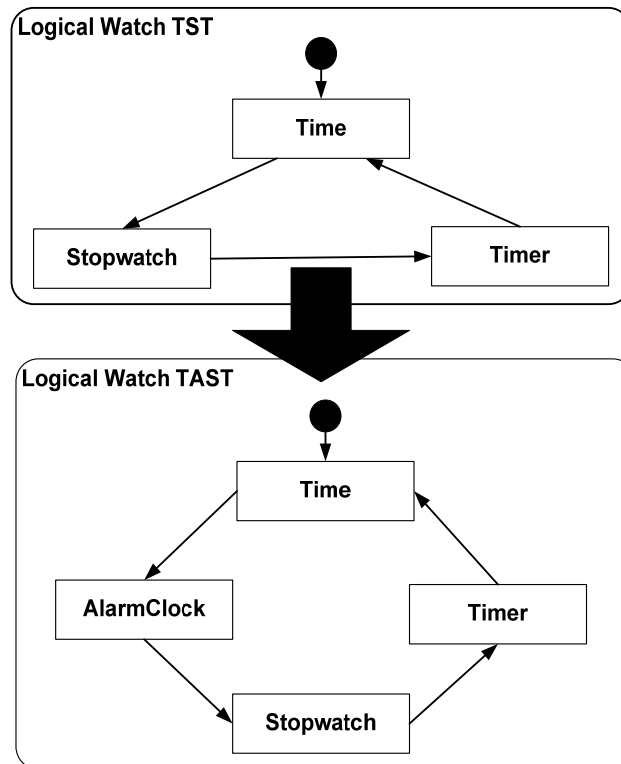 Logical Watch TST
Time
Stopwatch
Timer
Logical Watch TAST
Time
AlarmClock
Timer
Stopwatch